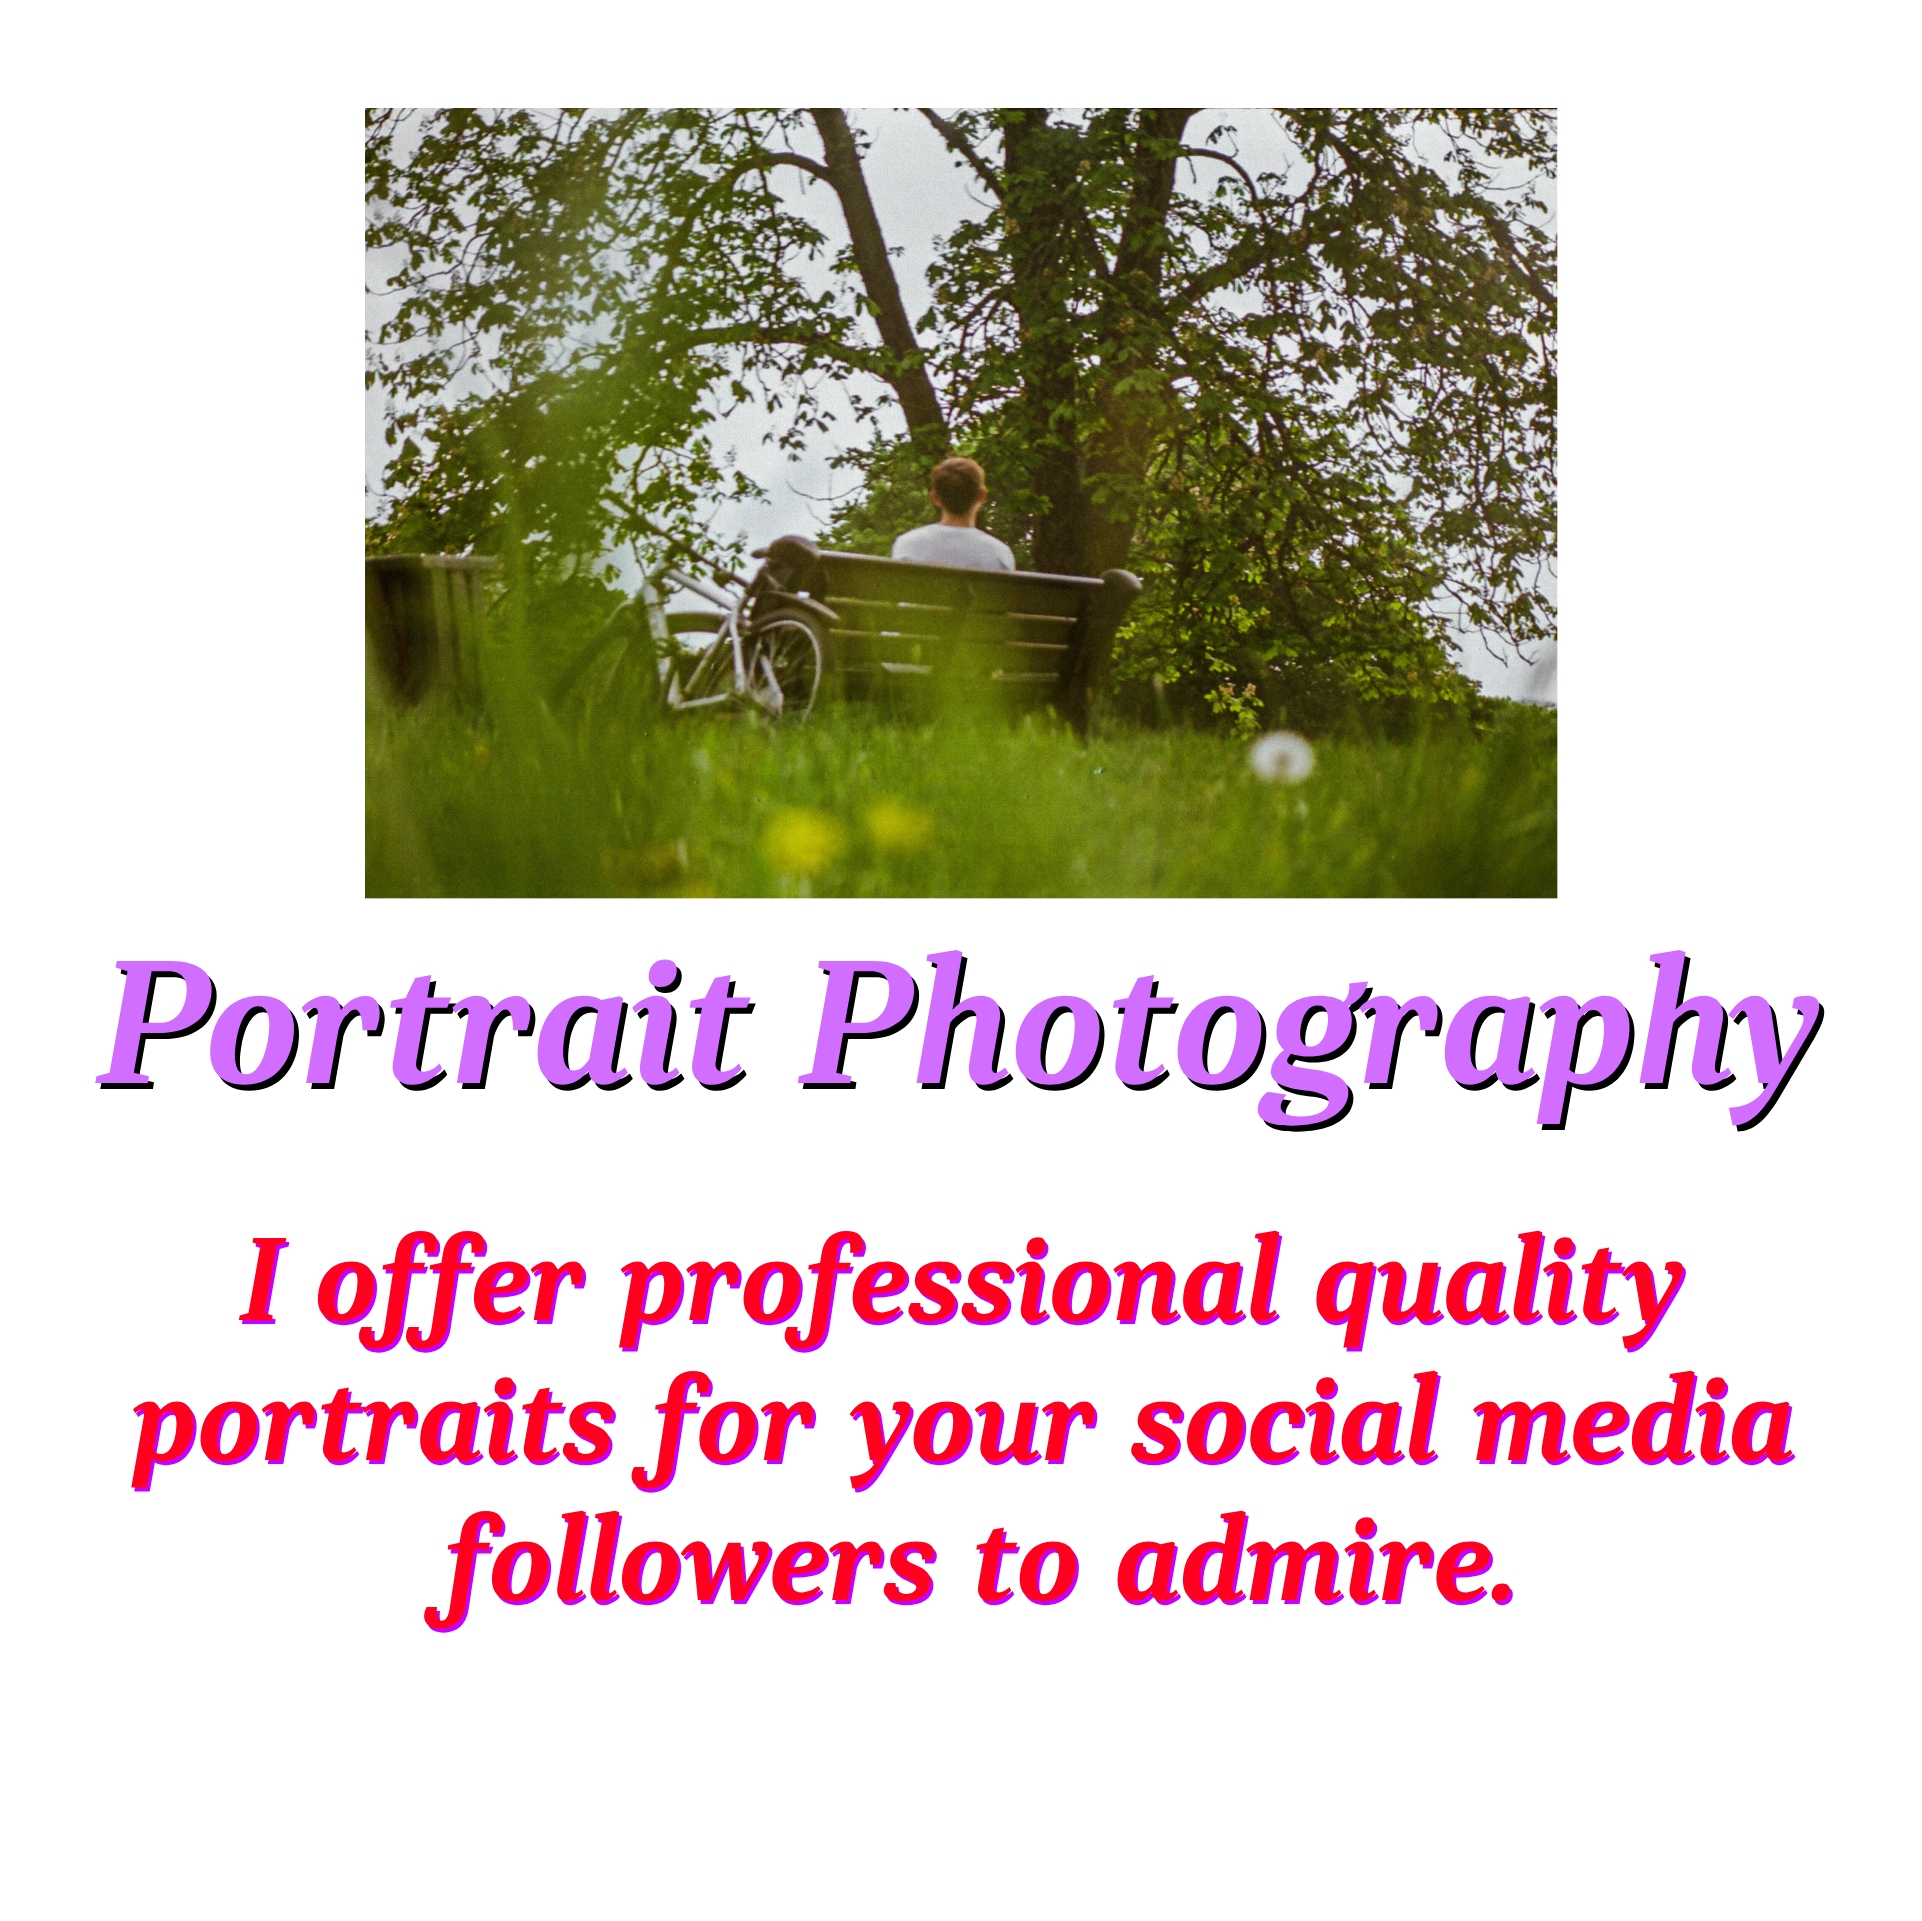 Portrait Photography
I offer professional quality
portraits for your social media
followers to admire.